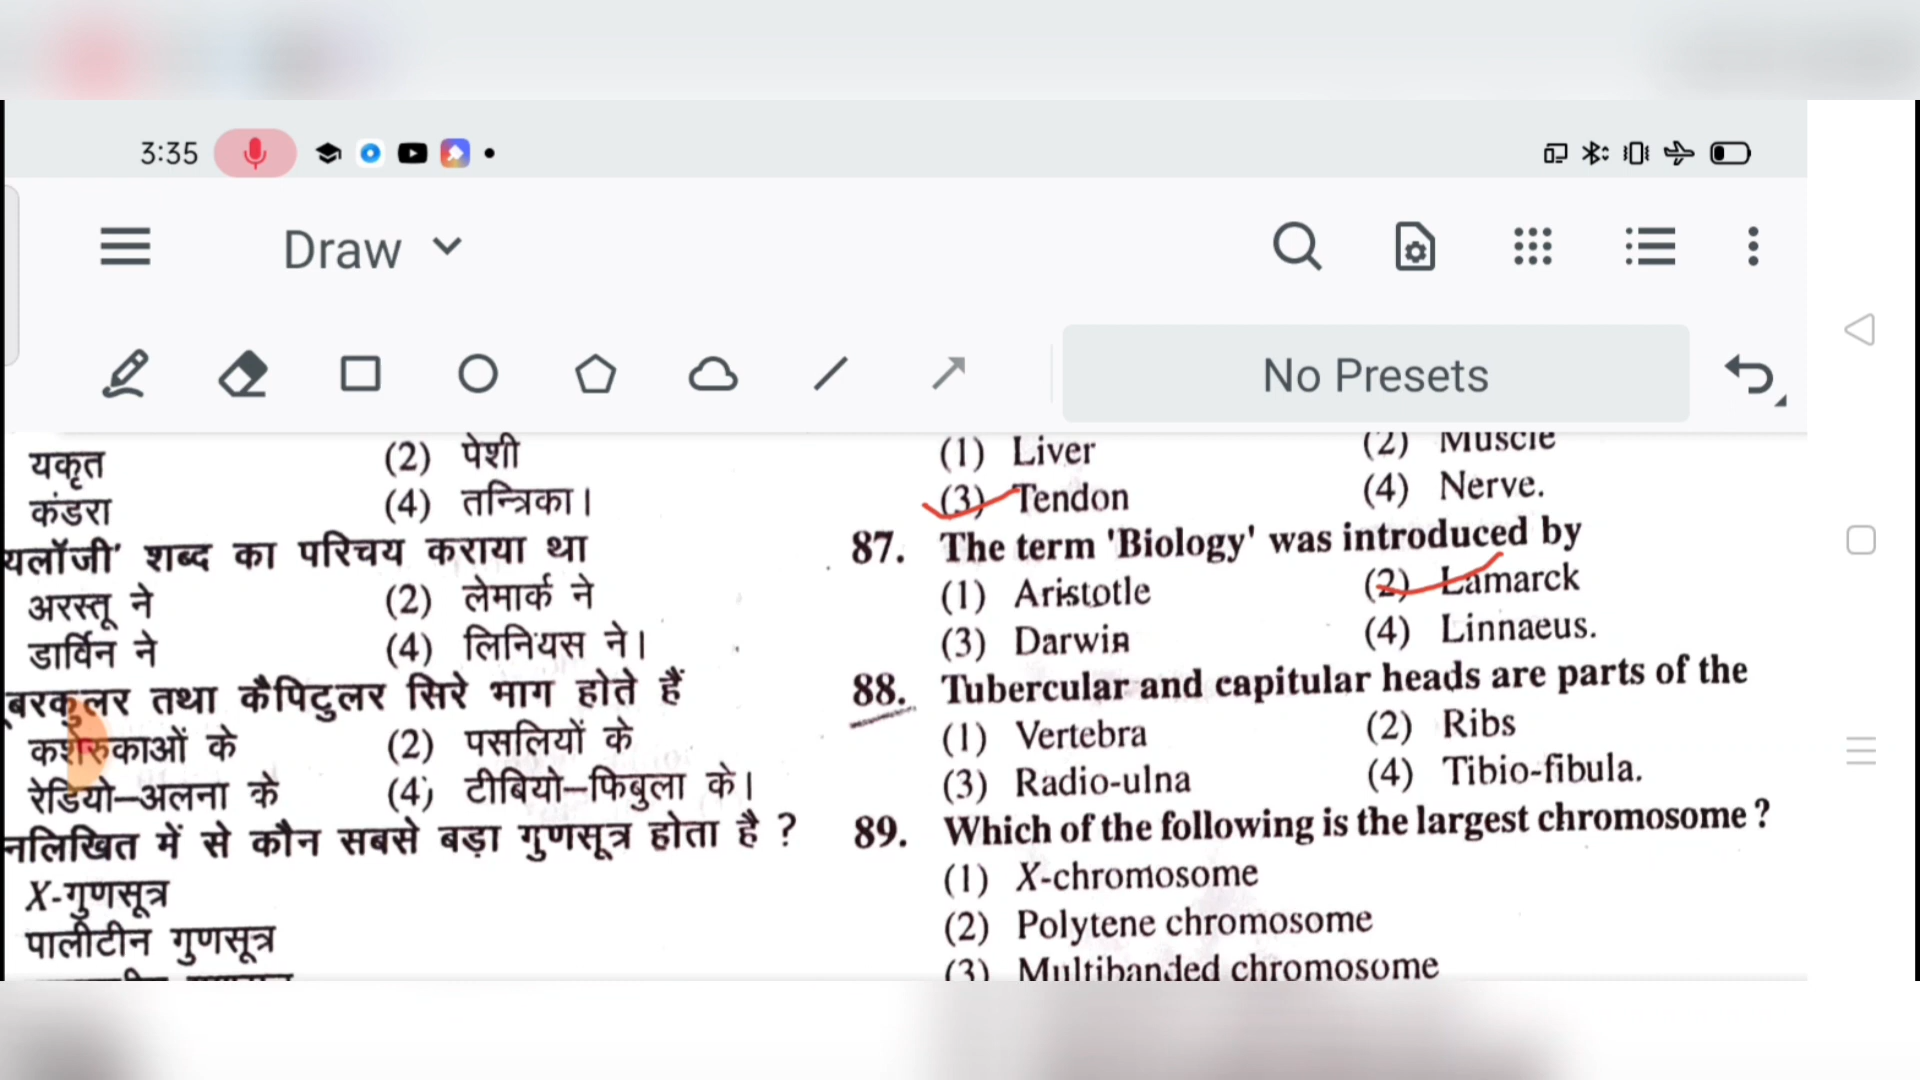 3:35
Draw
No Presets
यकृत (2) पेशी
कंडरा (4) तन्त्रिका।
यलॉजी' शब्द का परिचय कराया था
अरस्तू ने (2) लेमार्क ने
डार्विन ने (4) लिनियस ने।
बरकुलर तथा कैपिटुलर सिरे भाग होते हैं
कशेरुकाओं के (2) पसलियों के
रेडियो–अलना के (4) टीबियो–फिबुला के।
नलिखित में से कौन सबसे बड़ा गुणसूत्र होता है ?
X-गुणसूत्र
पालीटीन गुणसूत्र
(1) Liver (2) Muscle
(3) Tendon (4) Nerve.
87. The term 'Biology' was introduced by
(1) Aristotle (2) Lamarck
(3) Darwin (4) Linnaeus.
88. Tubercular and capitular heads are parts of the
(1) Vertebra (2) Ribs
(3) Radio-ulna (4) Tibio-fibula.
89. Which of the following is the largest chromosome ?
(1) X-chromosome
(2) Polytene chromosome
(3) Multibanded chromosome